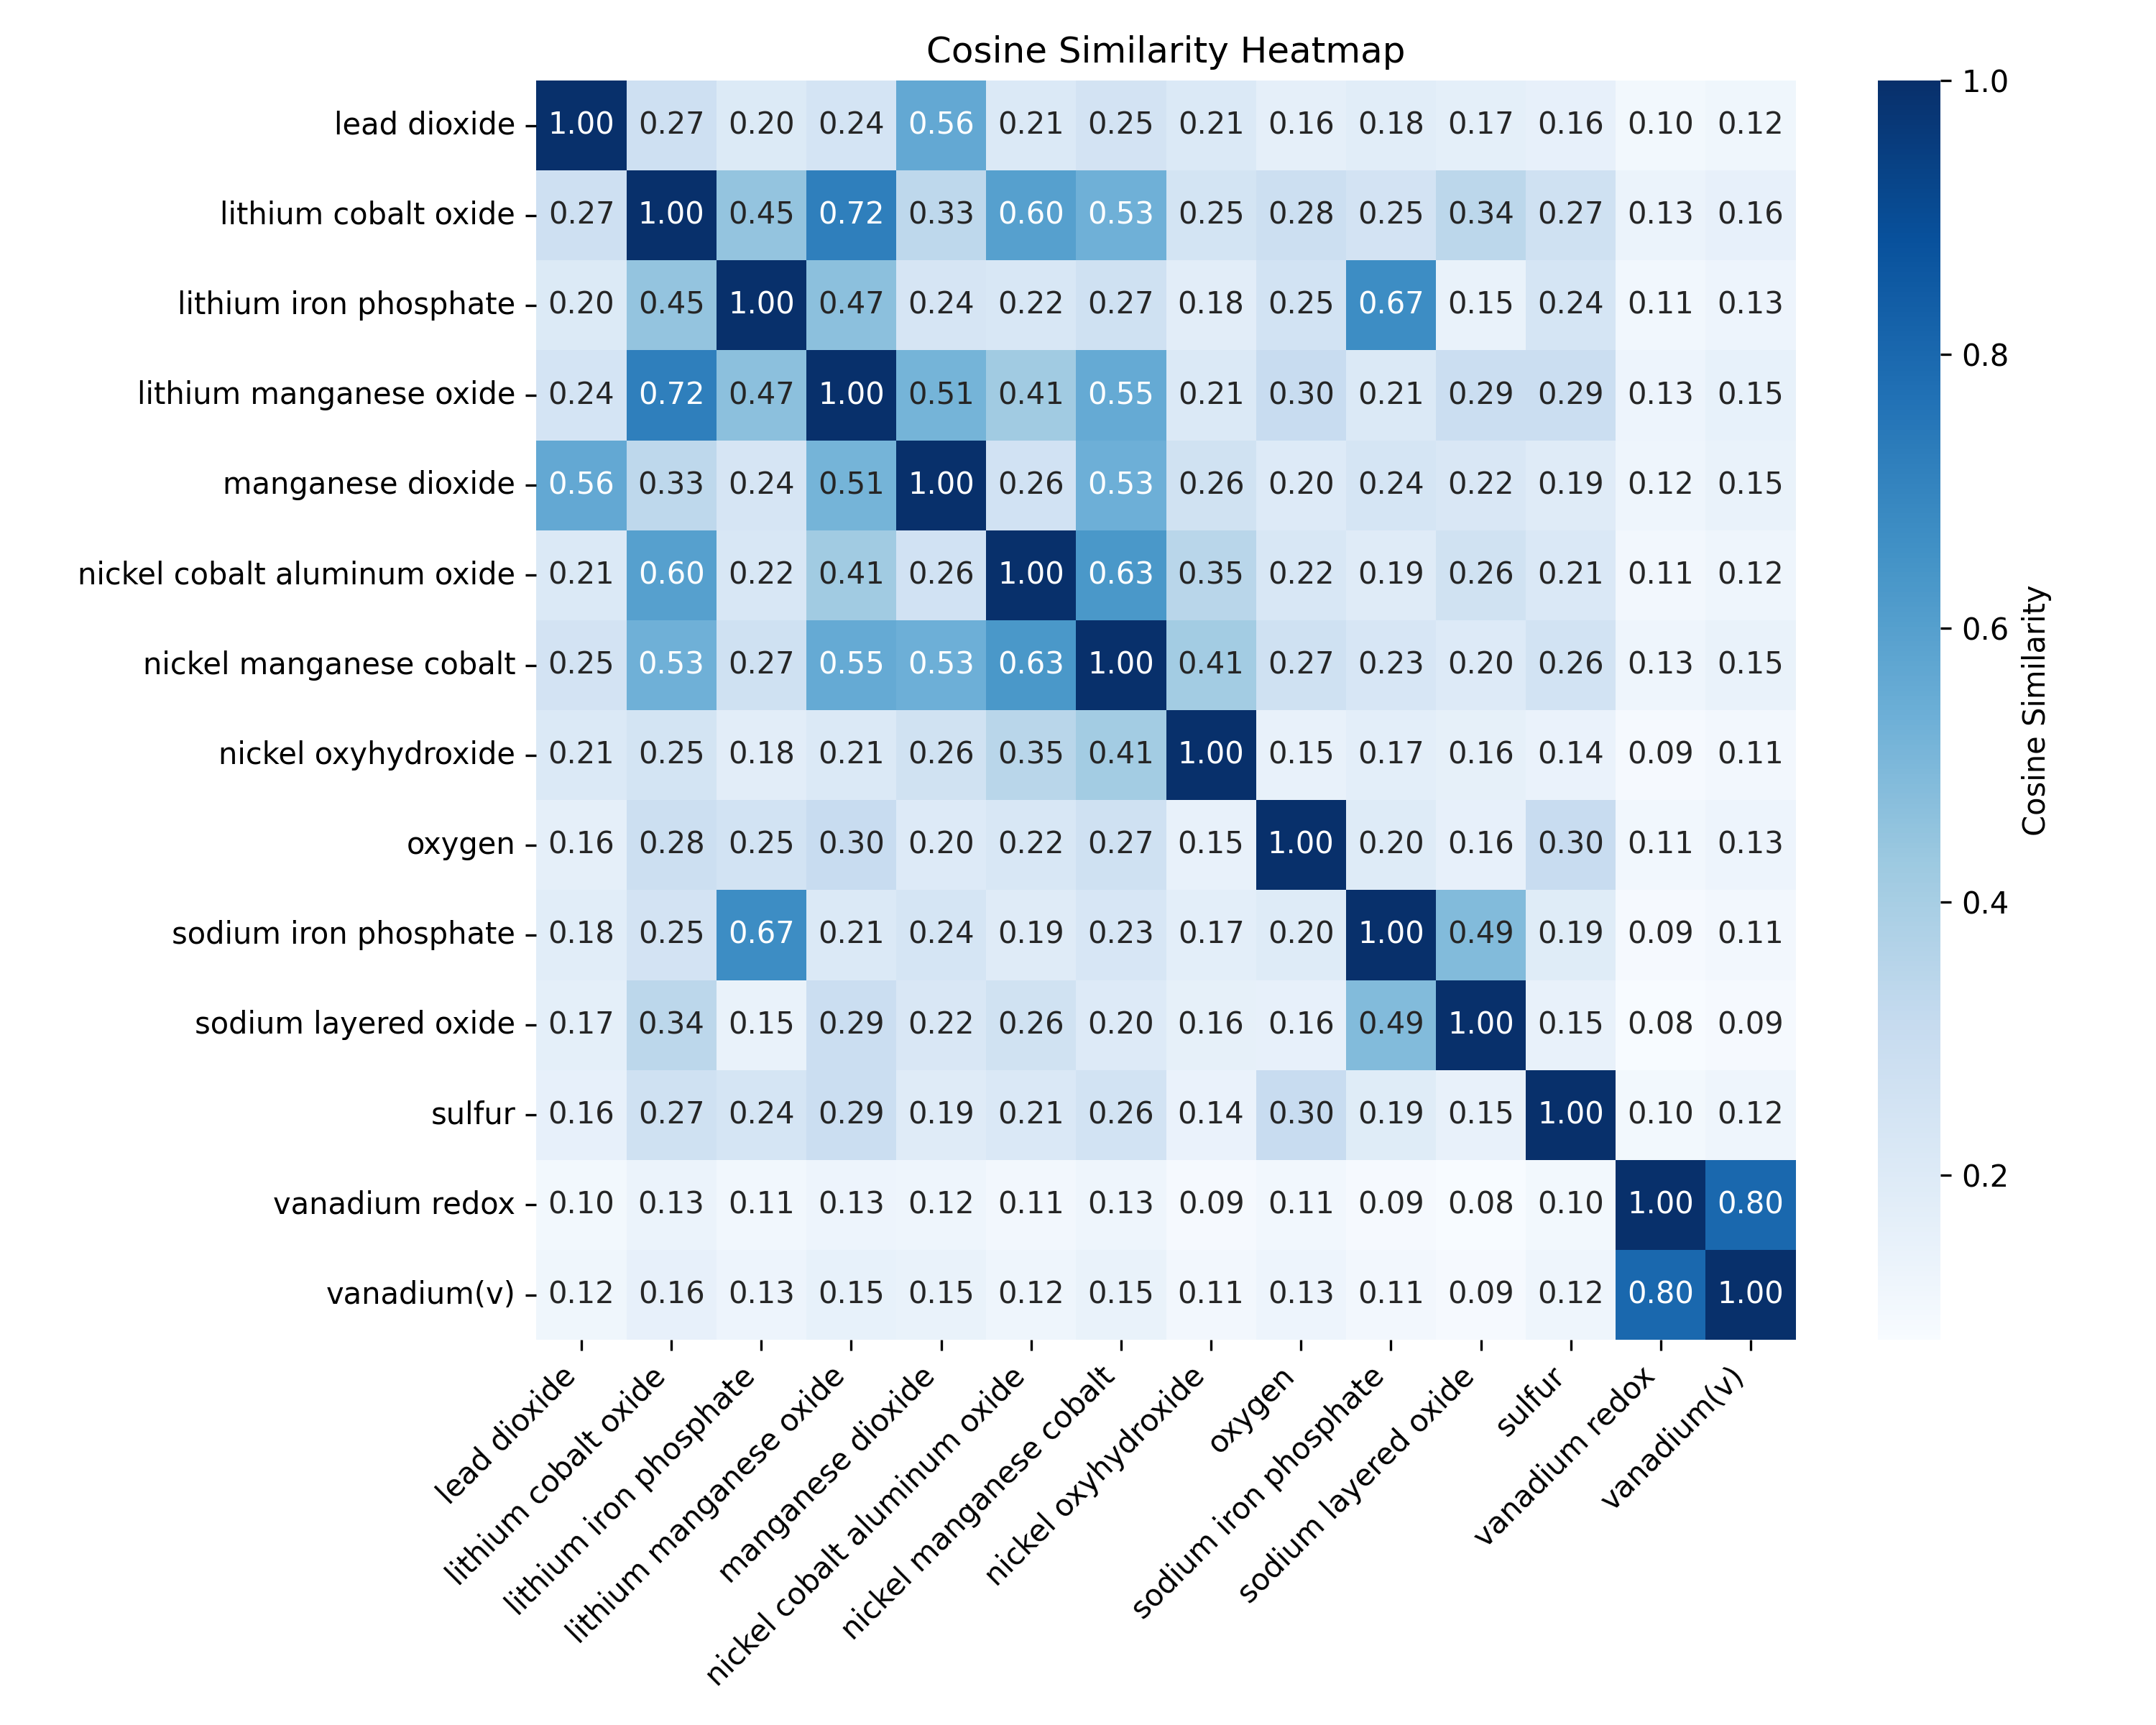 Cosine Similarity Heatmap
lead dioxide 1.00 0.27 0.20 0.24 0.56 0.21 0.25 0.21 0.16 0.18 0.17 0.16 0.10 0.12
lithium cobalt oxide 0.27 1.00 0.45 0.72 0.33 0.60 0.53 0.25 0.28 0.25 0.34 0.27 0.13 0.16
lithium iron phosphate 0.20 0.45 1.00 0.47 0.24 0.22 0.27 0.18 0.25 0.67 0.15 0.24 0.11 0.13
lithium manganese oxide 0.24 0.72 0.47 1.00 0.51 0.41 0.55 0.21 0.30 0.21 0.29 0.29 0.13 0.15
manganese dioxide 0.56 0.33 0.24 0.51 1.00 0.26 0.53 0.26 0.20 0.24 0.22 0.19 0.12 0.15
nickel cobalt aluminum oxide 0.21 0.60 0.22 0.41 0.26 1.00 0.63 0.35 0.22 0.19 0.26 0.21 0.11 0.12
nickel manganese cobalt 0.25 0.53 0.27 0.55 0.53 0.63 1.00 0.41 0.27 0.23 0.20 0.26 0.13 0.15
nickel oxyhydroxide 0.21 0.25 0.18 0.21 0.26 0.35 0.41 1.00 0.15 0.17 0.16 0.14 0.09 0.11
oxygen 0.16 0.28 0.25 0.30 0.20 0.22 0.27 0.15 1.00 0.20 0.16 0.30 0.11 0.13
sodium iron phosphate 0.18 0.25 0.67 0.21 0.24 0.19 0.23 0.17 0.20 1.00 0.49 0.19 0.09 0.11
sodium layered oxide 0.17 0.34 0.15 0.29 0.22 0.26 0.20 0.16 0.16 0.49 1.00 0.15 0.08 0.09
sulfur 0.16 0.27 0.24 0.29 0.19 0.21 0.26 0.14 0.30 0.19 0.15 1.00 0.10 0.12
vanadium redox 0.10 0.13 0.11 0.13 0.12 0.11 0.13 0.09 0.11 0.09 0.08 0.10 1.00 0.80
vanadium(v) 0.12 0.16 0.13 0.15 0.15 0.12 0.15 0.11 0.13 0.11 0.09 0.12 0.80 1.00
lead dioxide
lithium cobalt oxide
lithium iron phosphate
lithium manganese oxide
manganese dioxide
nickel cobalt aluminum oxide
nickel manganese cobalt
nickel oxyhydroxide
oxygen
sodium iron phosphate
sodium layered oxide
sulfur
vanadium redox
vanadium(v)
1.0
0.8
0.6
0.4
0.2
Cosine Similarity